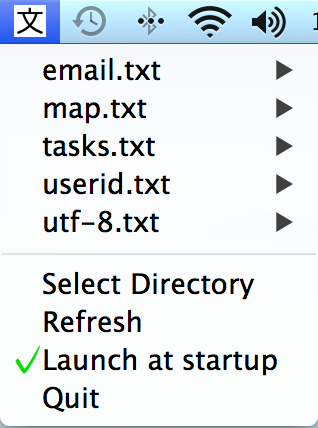 文
email.txt
map.txt
tasks.txt
userid.txt
utf-8.txt
Select Directory
Refresh
Launch at startup
Quit